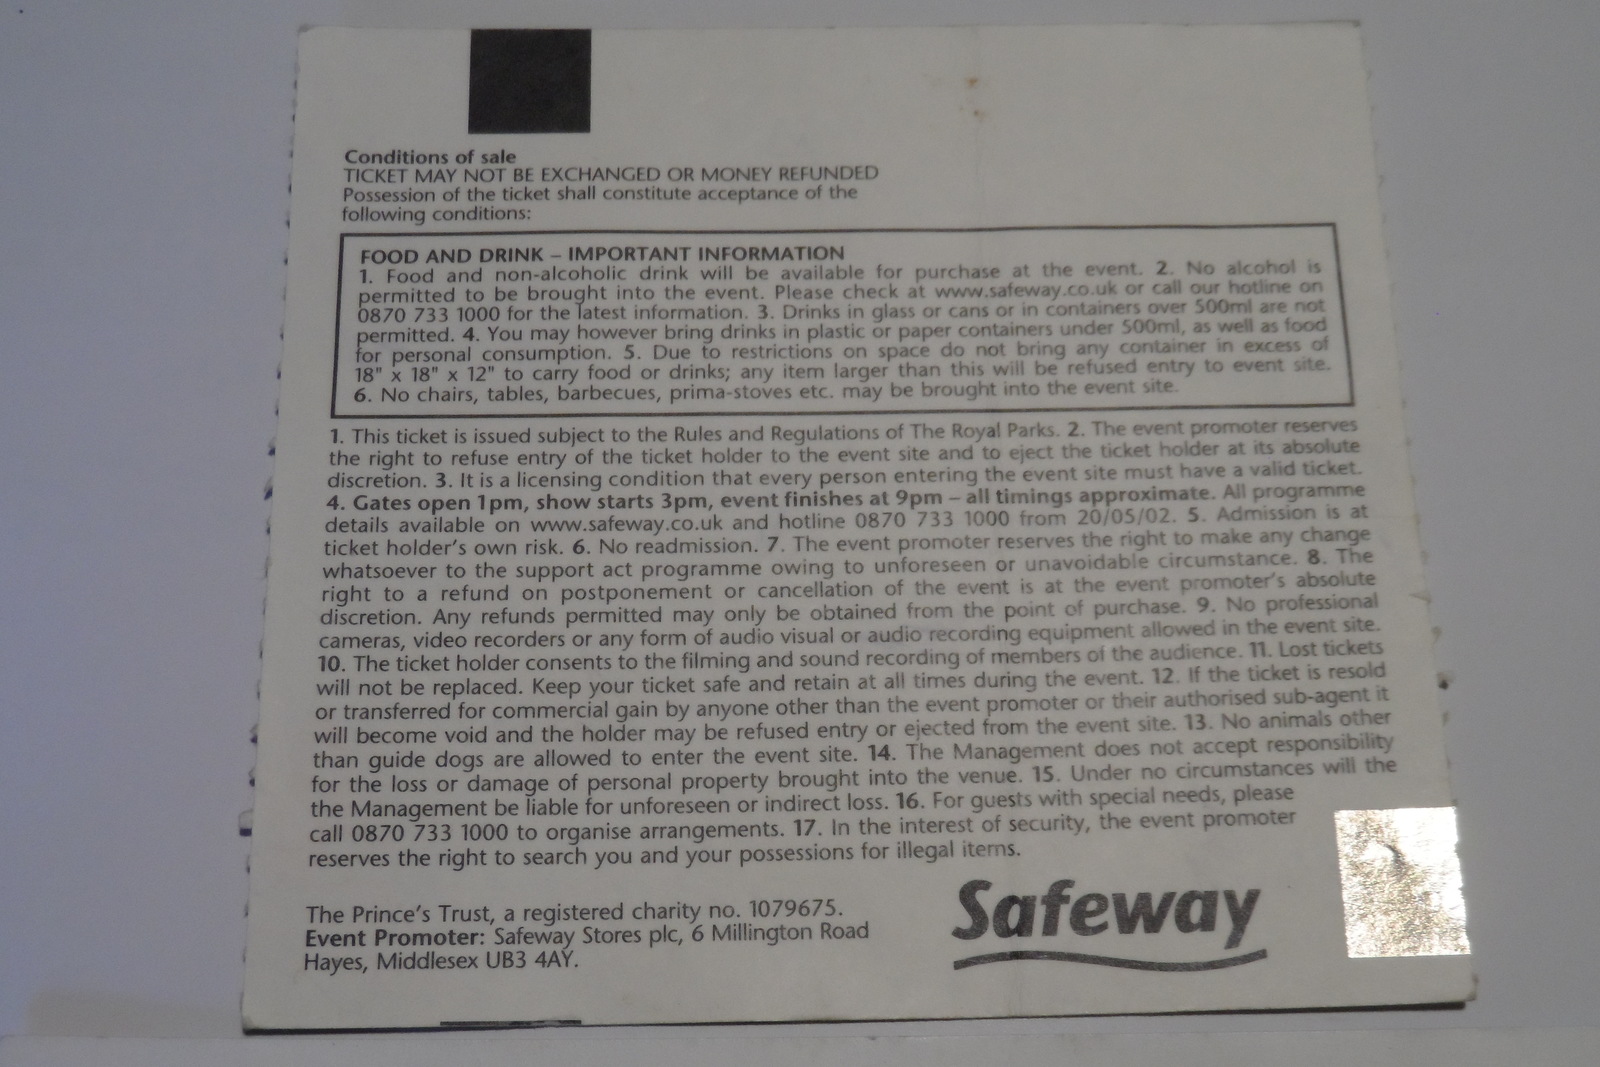 Conditions of sale
TICKET MAY NOT BE EXCHANGED OR MONEY REFUNDED
Possession of the ticket shall constitute acceptance of the
following conditions:
FOOD AND DRINK – IMPORTANT INFORMATION
1. Food and non-alcoholic drink will be available for purchase at the event. 2. No alcohol is
permitted to be brought into the event. Please check at www.safeway.co.uk or call our hotline on
0870 733 1000 for the latest information. 3. Drinks in glass or cans or in containers over 500ml are not
permitted. 4. You may however bring drinks in plastic or paper containers under 500ml, as well as food
for personal consumption. 5. Due to restrictions on space do not bring any container in excess of
18" x 18" x 12" to carry food or drinks; any item larger than this will be refused entry to event site.
6. No chairs, tables, barbecues, prima-stoves etc. may be brought into the event site.
1. This ticket is issued subject to the Rules and Regulations of The Royal Parks. 2. The event promoter reserves
the right to refuse entry of the ticket holder to the event site and to eject the ticket holder at its absolute
discretion. 3. It is a licensing condition that every person entering the event site must have a valid ticket.
4. Gates open 1pm, show starts 3pm, event finishes at 9pm – all timings approximate. All programme
details available on www.safeway.co.uk and hotline 0870 733 1000 from 20/05/02. 5. Admission is at
ticket holder's own risk. 6. No readmission. 7. The event promoter reserves the right to make any change
whatsoever to the support act programme owing to unforeseen or unavoidable circumstance. 8. The
right to a refund on postponement or cancellation of the event is at the event promoter's absolute
discretion. Any refunds permitted may only be obtained from the point of purchase. 9. No professional
cameras, video recorders or any form of audio visual or audio recording equipment allowed in the event site.
10. The ticket holder consents to the filming and sound recording of members of the audience. 11. Lost tickets
will not be replaced. Keep your ticket safe and retain at all times during the event. 12. If the ticket is resold
or transferred for commercial gain by anyone other than the event promoter or their authorised sub-agent it
will become void and the holder may be refused entry or ejected from the event site. 13. No animals other
than guide dogs are allowed to enter the event site. 14. The Management does not accept responsibility
for the loss or damage of personal property brought into the venue. 15. Under no circumstances will the
the Management be liable for unforeseen or indirect loss. 16. For guests with special needs, please
call 0870 733 1000 to organise arrangements. 17. In the interest of security, the event promoter
reserves the right to search you and your possessions for illegal items.
The Prince's Trust, a registered charity no. 1079675.
Event Promoter: Safeway Stores plc, 6 Millington Road
Hayes, Middlesex UB3 4AY.
Safeway